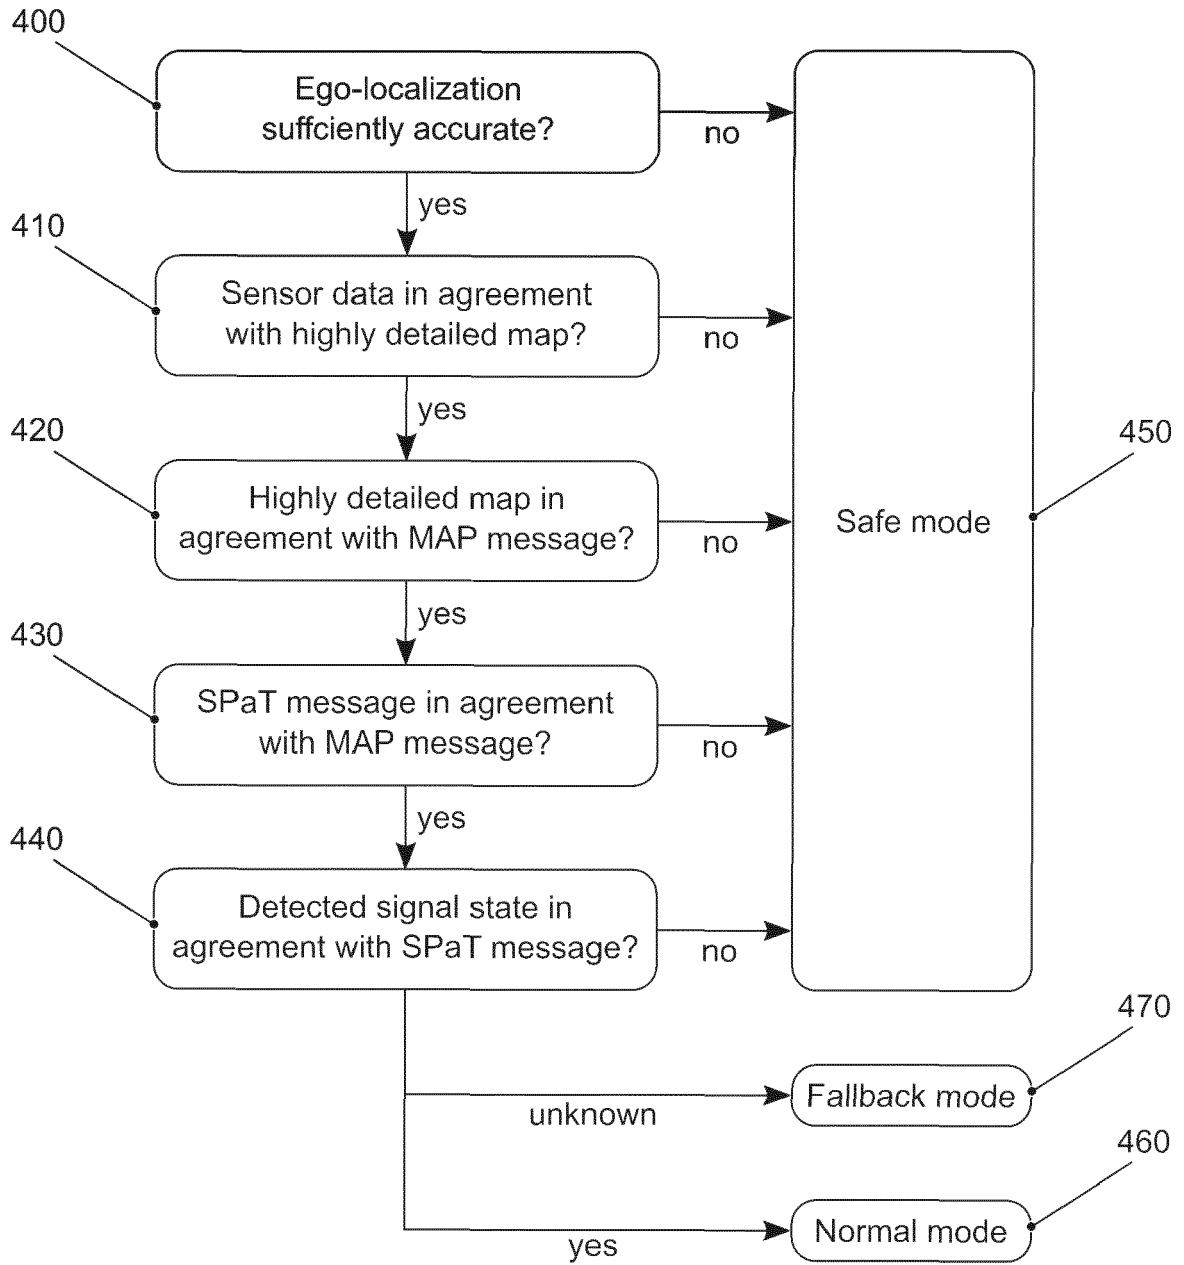 400
Ego-localization
suffciently accurate?
no
yes
410
Sensor data in agreement
with highly detailed map?
no
yes
420
Highly detailed map in
agreement with MAP message?
no
450
Safe mode
yes
430
SPaT message in agreement
with MAP message?
no
yes
440
Detected signal state in
agreement with SPaT message?
no
470
Fallback mode
unknown
460
Normal mode
yes